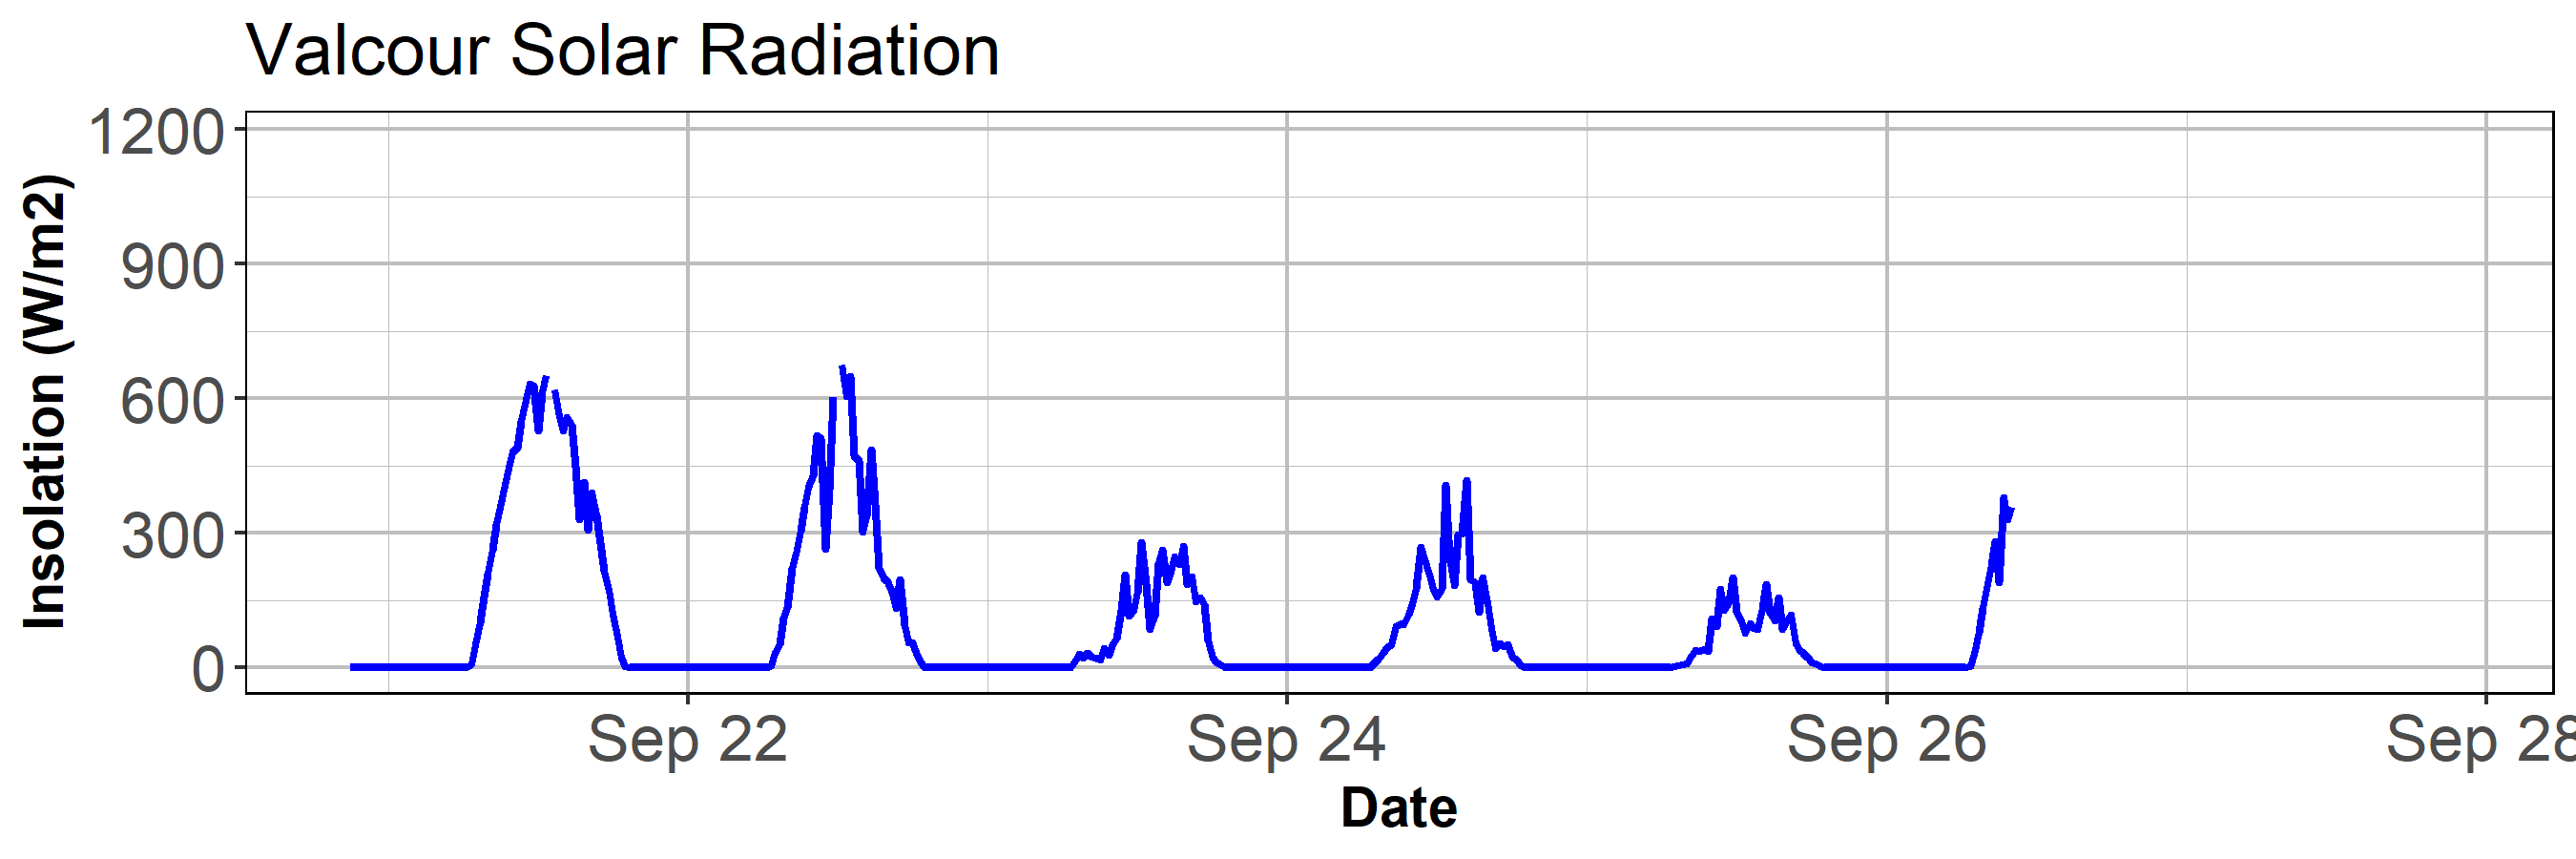 Valcour Solar Radiation
Insolation (W/m2)
1200
900
600
300
0
Sep 22
Sep 24
Sep 26
Sep 28
Date